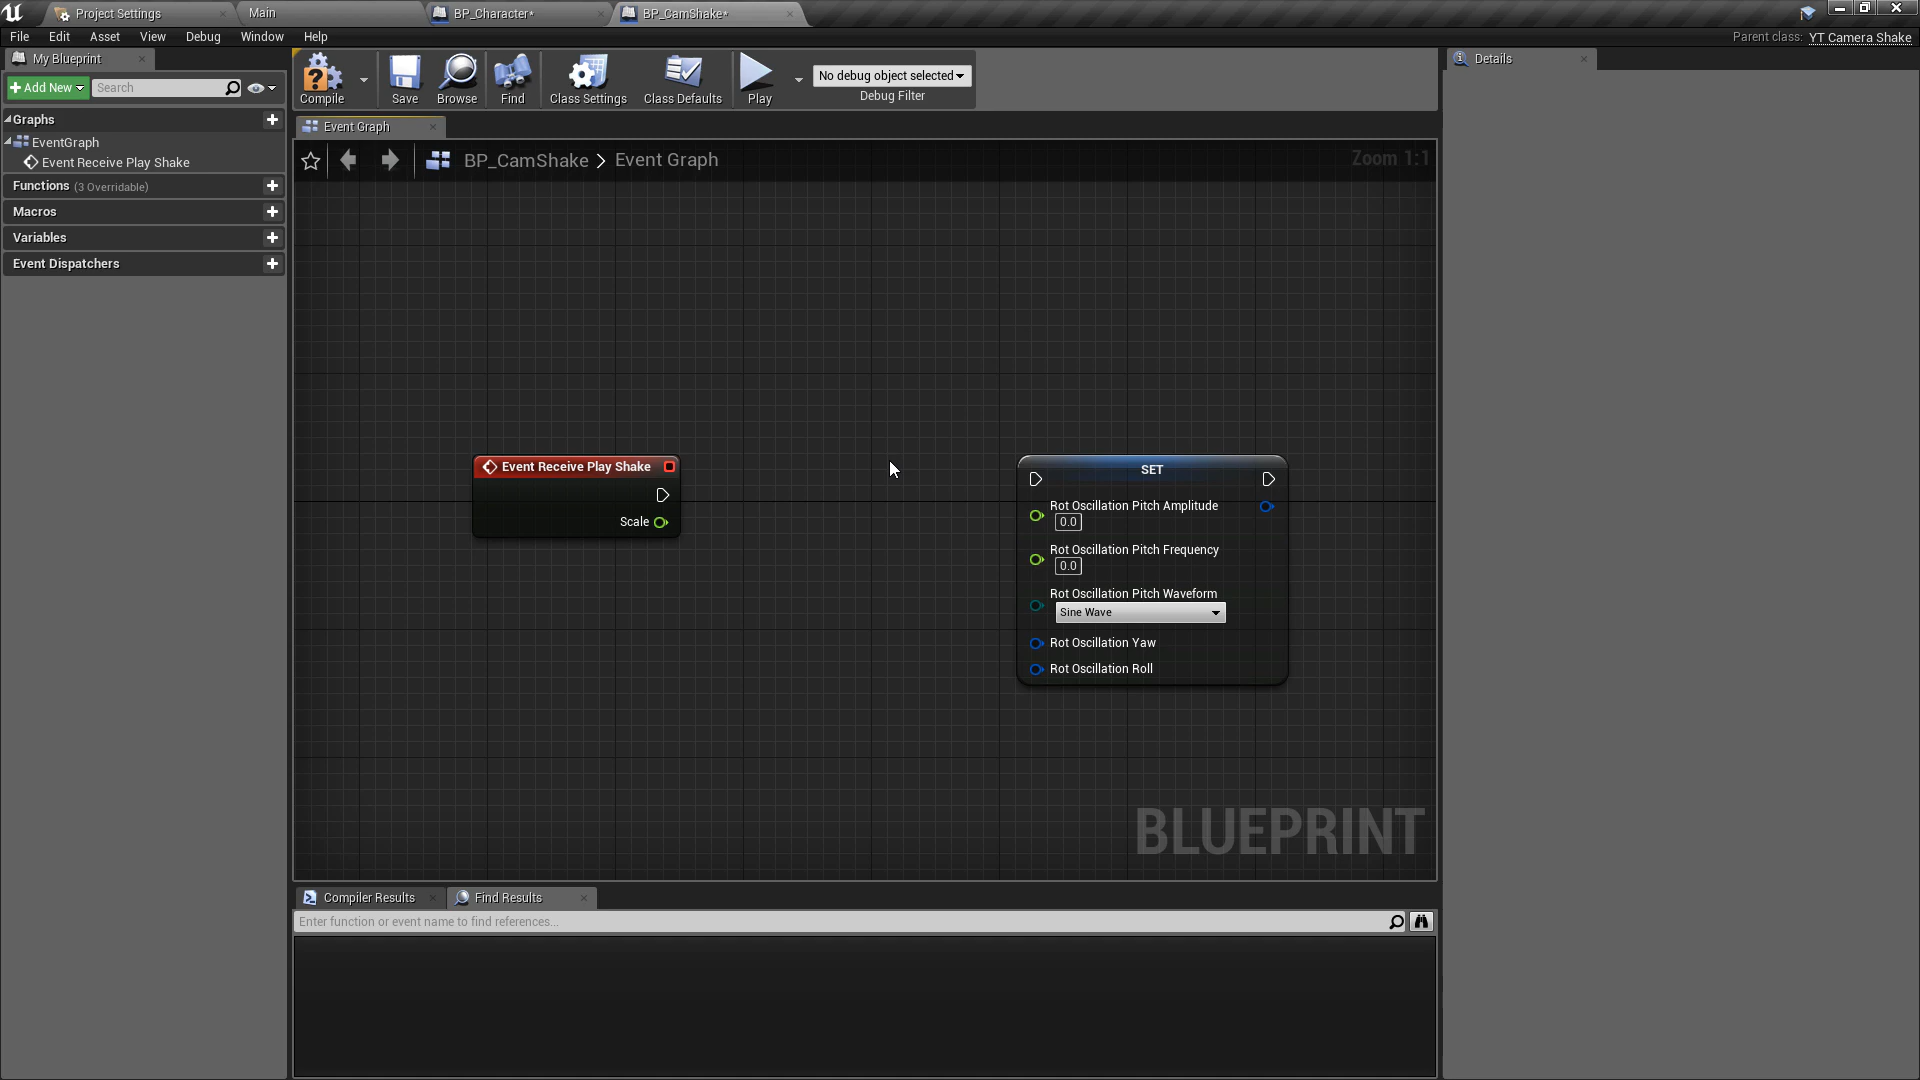 Project Settings
Main
BP_Character*
BP_CamShake*
File Edit Asset View Debug Window Help
Parent class: YT Camera Shake
My Blueprint
Add New
Search
Graphs
EventGraph
Event Receive Play Shake
Functions (3 Overridable)
Macros
Variables
Event Dispatchers
Compile
Save
Browse
Find
Class Settings
Class Defaults
Play
No debug object selected
Debug Filter
Details
Event Graph
BP_CamShake > Event Graph
Zoom 1:1
Event Receive Play Shake
Scale
SET
Rot Oscillation Pitch Amplitude
0.0
Rot Oscillation Pitch Frequency
0.0
Rot Oscillation Pitch Waveform
Sine Wave
Rot Oscillation Yaw
Rot Oscillation Roll
BLUEPRINT
Compiler Results
Find Results
Enter function or event name to find references...